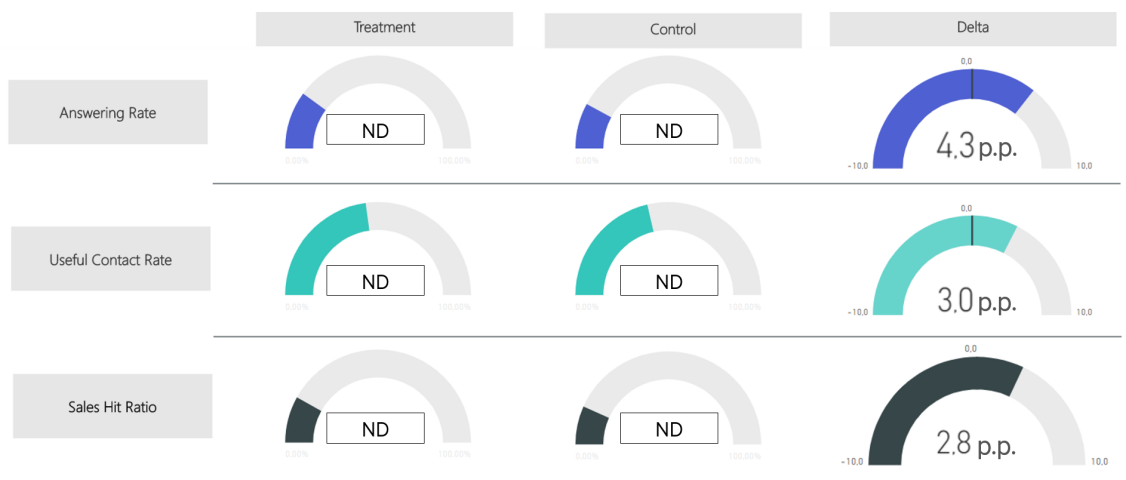 Treatment
Control
Delta
Answering Rate
ND
0,00%
100,00%
ND
0,00%
100,00%
0,0
4,3 p.p.
-10,0
10,0
Useful Contact Rate
ND
0,00%
100,00%
ND
0,00%
100,00%
0,0
3,0 p.p.
-10,0
10,0
Sales Hit Ratio
ND
0,00%
100,00%
ND
0,00%
100,00%
0,0
2,8 p.p.
-10,0
10,0